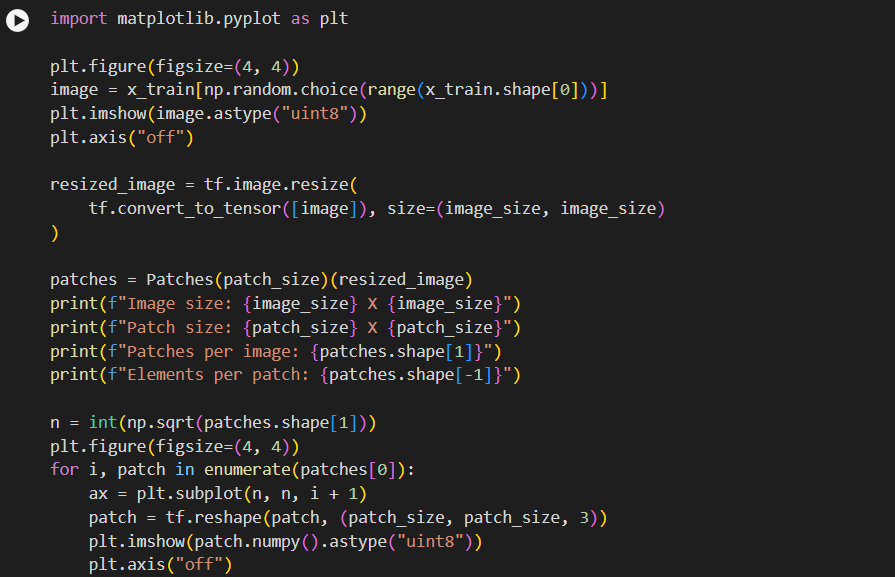 import matplotlib.pyplot as plt
plt.figure(figsize=(4, 4))
image = x_train[np.random.choice(range(x_train.shape[0]))]
plt.imshow(image.astype("uint8"))
plt.axis("off")
resized_image = tf.image.resize(
    tf.convert_to_tensor([image]), size=(image_size, image_size)
)
patches = Patches(patch_size)(resized_image)
print(f"Image size: {image_size} X {image_size}")
print(f"Patch size: {patch_size} X {patch_size}")
print(f"Patches per image: {patches.shape[1]}")
print(f"Elements per patch: {patches.shape[-1]}")
n = int(np.sqrt(patches.shape[1]))
plt.figure(figsize=(4, 4))
for i, patch in enumerate(patches[0]):
    ax = plt.subplot(n, n, i + 1)
    patch = tf.reshape(patch, (patch_size, patch_size, 3))
    plt.imshow(patch.numpy().astype("uint8"))
    plt.axis("off")